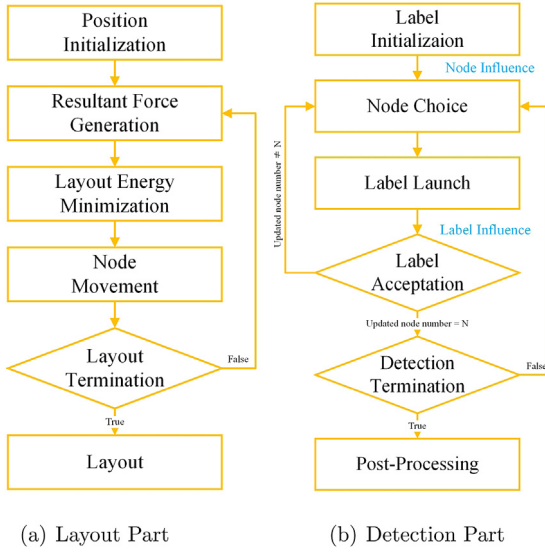 Position
Initialization
Resultant Force
Generation
Layout Energy
Minimization
Node
Movement
Layout
Termination
False
True
Layout
(a) Layout Part
Label
Initializaion
Node Influence
Node Choice
Updated node number ≠ N
Label Launch
Label Influence
Label
Acceptation
Updated node number = N
Detection
Termination
False
True
Post-Processing
(b) Detection Part